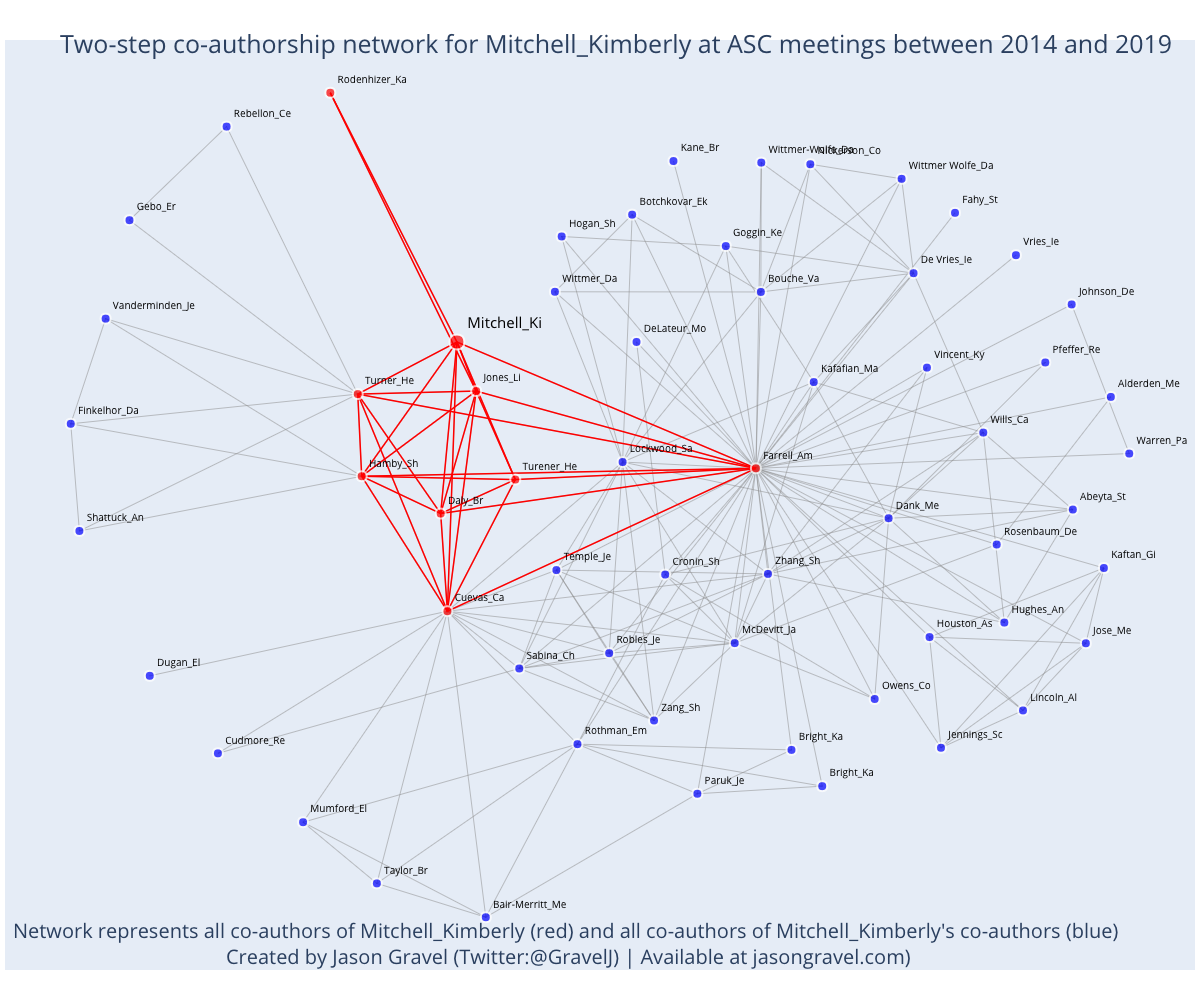 Two-step co-authorship network for Mitchell_Kimberly at ASC meetings between 2014 and 2019
Rodenhizer_Ka
Rebellon_Ce
Kane_Br
Wittmer-Wolfe_Da
Nickerson_Co
Wittmer Wolfe_Da
Fahy_St
Gebo_Er
Botchkovar_Ek
Hogan_Sh
Goggin_Ke
Vries_Ie
De Vries_Ie
Wittmer_Da
Bouche_Va
Johnson_De
Vanderminden_Je
Mitchell_Ki
DeLateur_Mo
Vincent_Ky
Pfeffer_Re
Kafafian_Ma
Turner_He
Jones_Li
Alderden_Me
Finkelhor_Da
Wills_Ca
Warren_Pa
Lockwood_Sa
Farrell_Am
Hamby_Sh
Turener_He
Daly_Br
Dank_Me
Abeyta_St
Shattuck_An
Rosenbaum_De
Temple_Je
Cronin_Sh
Zhang_Sh
Kaftan_Gi
Cuevas_Ca
Hughes_An
Houston_As
Jose_Me
McDevitt_Ja
Robles_Je
Sabina_Ch
Dugan_El
Owens_Co
Lincoln_Al
Zang_Sh
Cudmore_Re
Rothman_Em
Bright_Ka
Jennings_Sc
Bright_Ka
Paruk_Je
Mumford_El
Taylor_Br
Bair-Merritt_Me
Network represents all co-authors of Mitchell_Kimberly (red) and all co-authors of Mitchell_Kimberly's co-authors (blue)
Created by Jason Gravel (Twitter:@GravelJ) | Available at jasongravel.com)